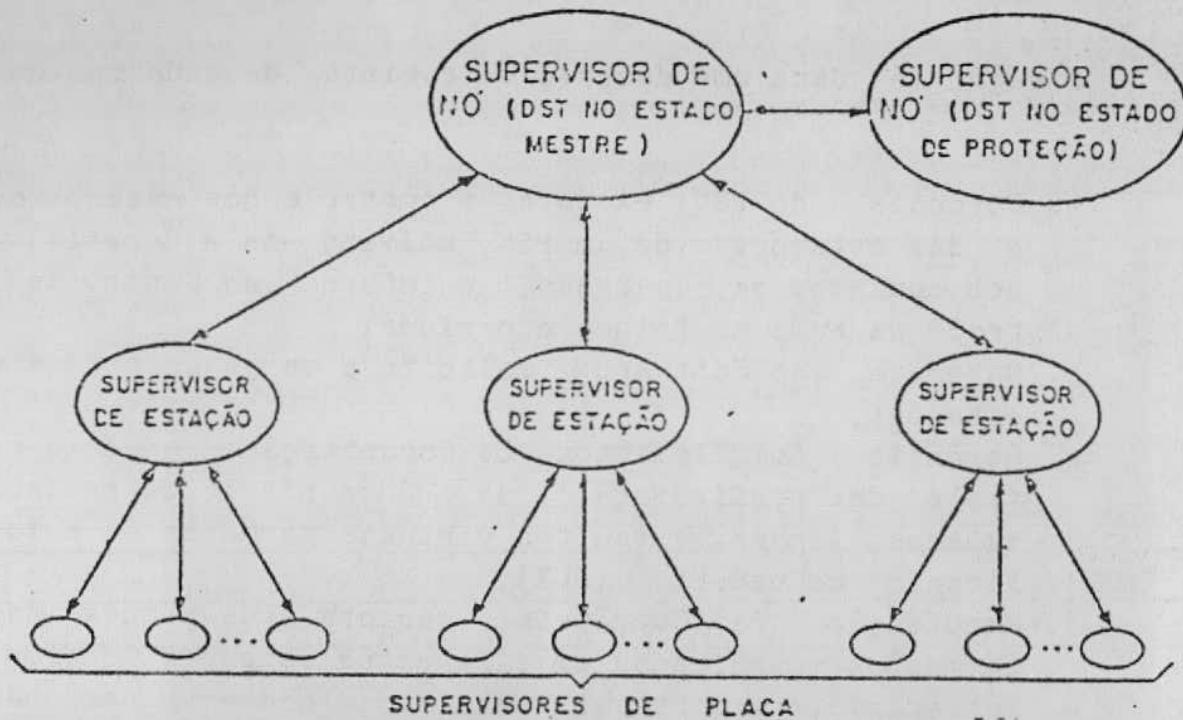 SUPERVISOR DE
NÓ (DST NO ESTADO
MESTRE)
SUPERVISOR DE
NÓ (DST NO ESTADO
DE PROTEÇÃO)
SUPERVISOR
DE ESTAÇÃO
SUPERVISOR
DE ESTAÇÃO
SUPERVISOR
DE ESTAÇÃO
...
...
...
SUPERVISORES DE PLACA